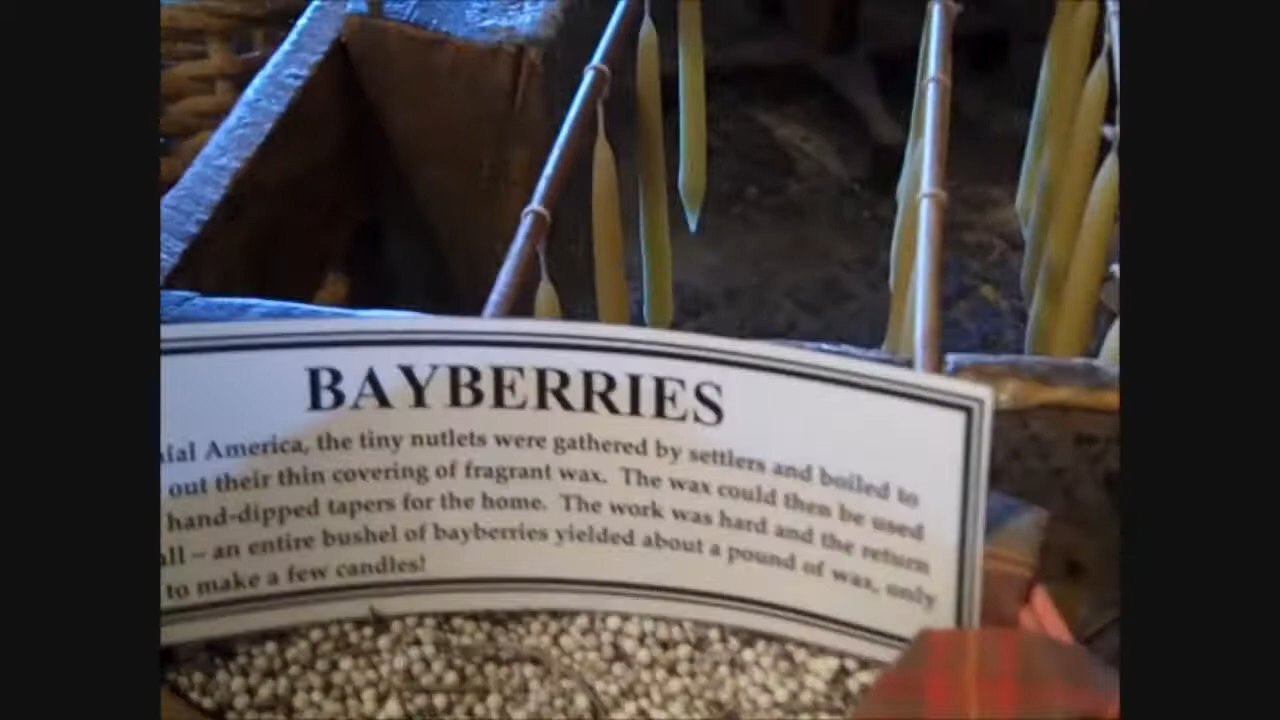 BAYBERRIES
nial America, the tiny nutlets were gathered by settlers and boiled to
out their thin covering of fragrant wax. The wax could then be used
hand-dipped tapers for the home. The work was hard and the return
all – an entire bushel of bayberries yielded about a pound of wax, only
to make a few candles!